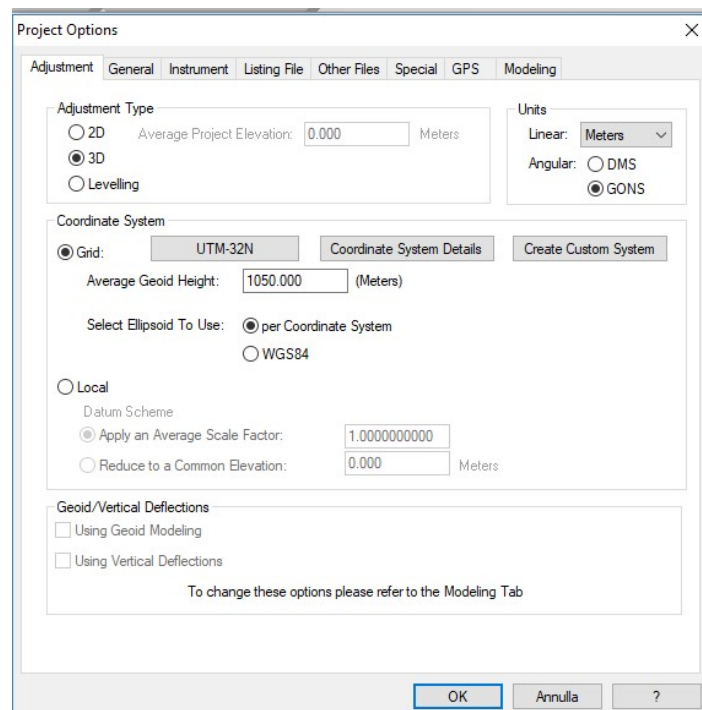 Project Options
Adjustment General Instrument Listing File Other Files Special GPS Modeling
Adjustment Type
2D Average Project Elevation: 0.000 Meters
3D
Levelling
Units
Linear: Meters
Angular: DMS
GONS
Coordinate System
Grid: UTM-32N Coordinate System Details Create Custom System
Average Geoid Height: 1050.000 (Meters)
Select Ellipsoid To Use: per Coordinate System
WGS84
Local
Datum Scheme
Apply an Average Scale Factor: 1.0000000000
Reduce to a Common Elevation: 0.000 Meters
Geoid/Vertical Deflections
Using Geoid Modeling
Using Vertical Deflections
To change these options please refer to the Modeling Tab
OK Annulla ?